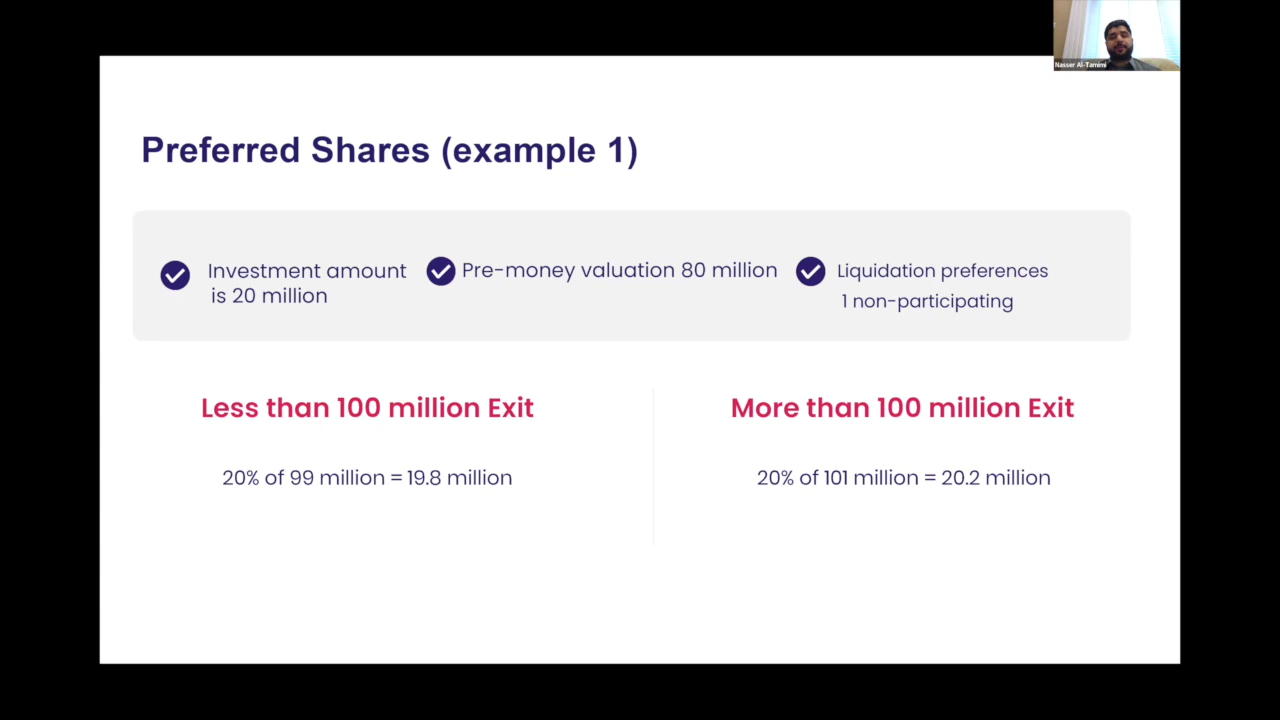 Nasser Al-Tamimi
Preferred Shares (example 1)
Investment amount
is 20 million
Pre-money valuation 80 million
Liquidation preferences
1 non-participating
Less than 100 million Exit
20% of 99 million = 19.8 million
More than 100 million Exit
20% of 101 million = 20.2 million